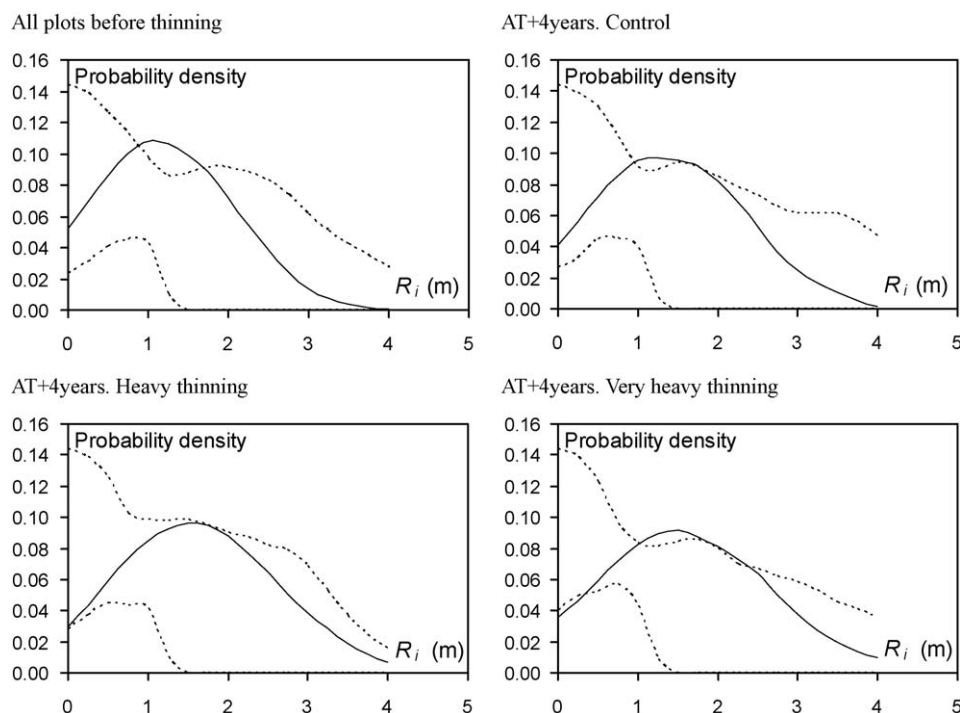 All plots before thinning
AT+4years. Control
0.16
0.14
0.12
0.10
0.08
0.06
0.04
0.02
0.00
Probability density
R i (m)
0 1 2 3 4 5
0.16
0.14
0.12
0.10
0.08
0.06
0.04
0.02
0.00
Probability density
R i (m)
0 1 2 3 4 5
AT+4years. Heavy thinning
AT+4years. Very heavy thinning
0.16
0.14
0.12
0.10
0.08
0.06
0.04
0.02
0.00
Probability density
R i (m)
0 1 2 3 4 5
0.16
0.14
0.12
0.10
0.08
0.06
0.04
0.02
0.00
Probability density
R i (m)
0 1 2 3 4 5